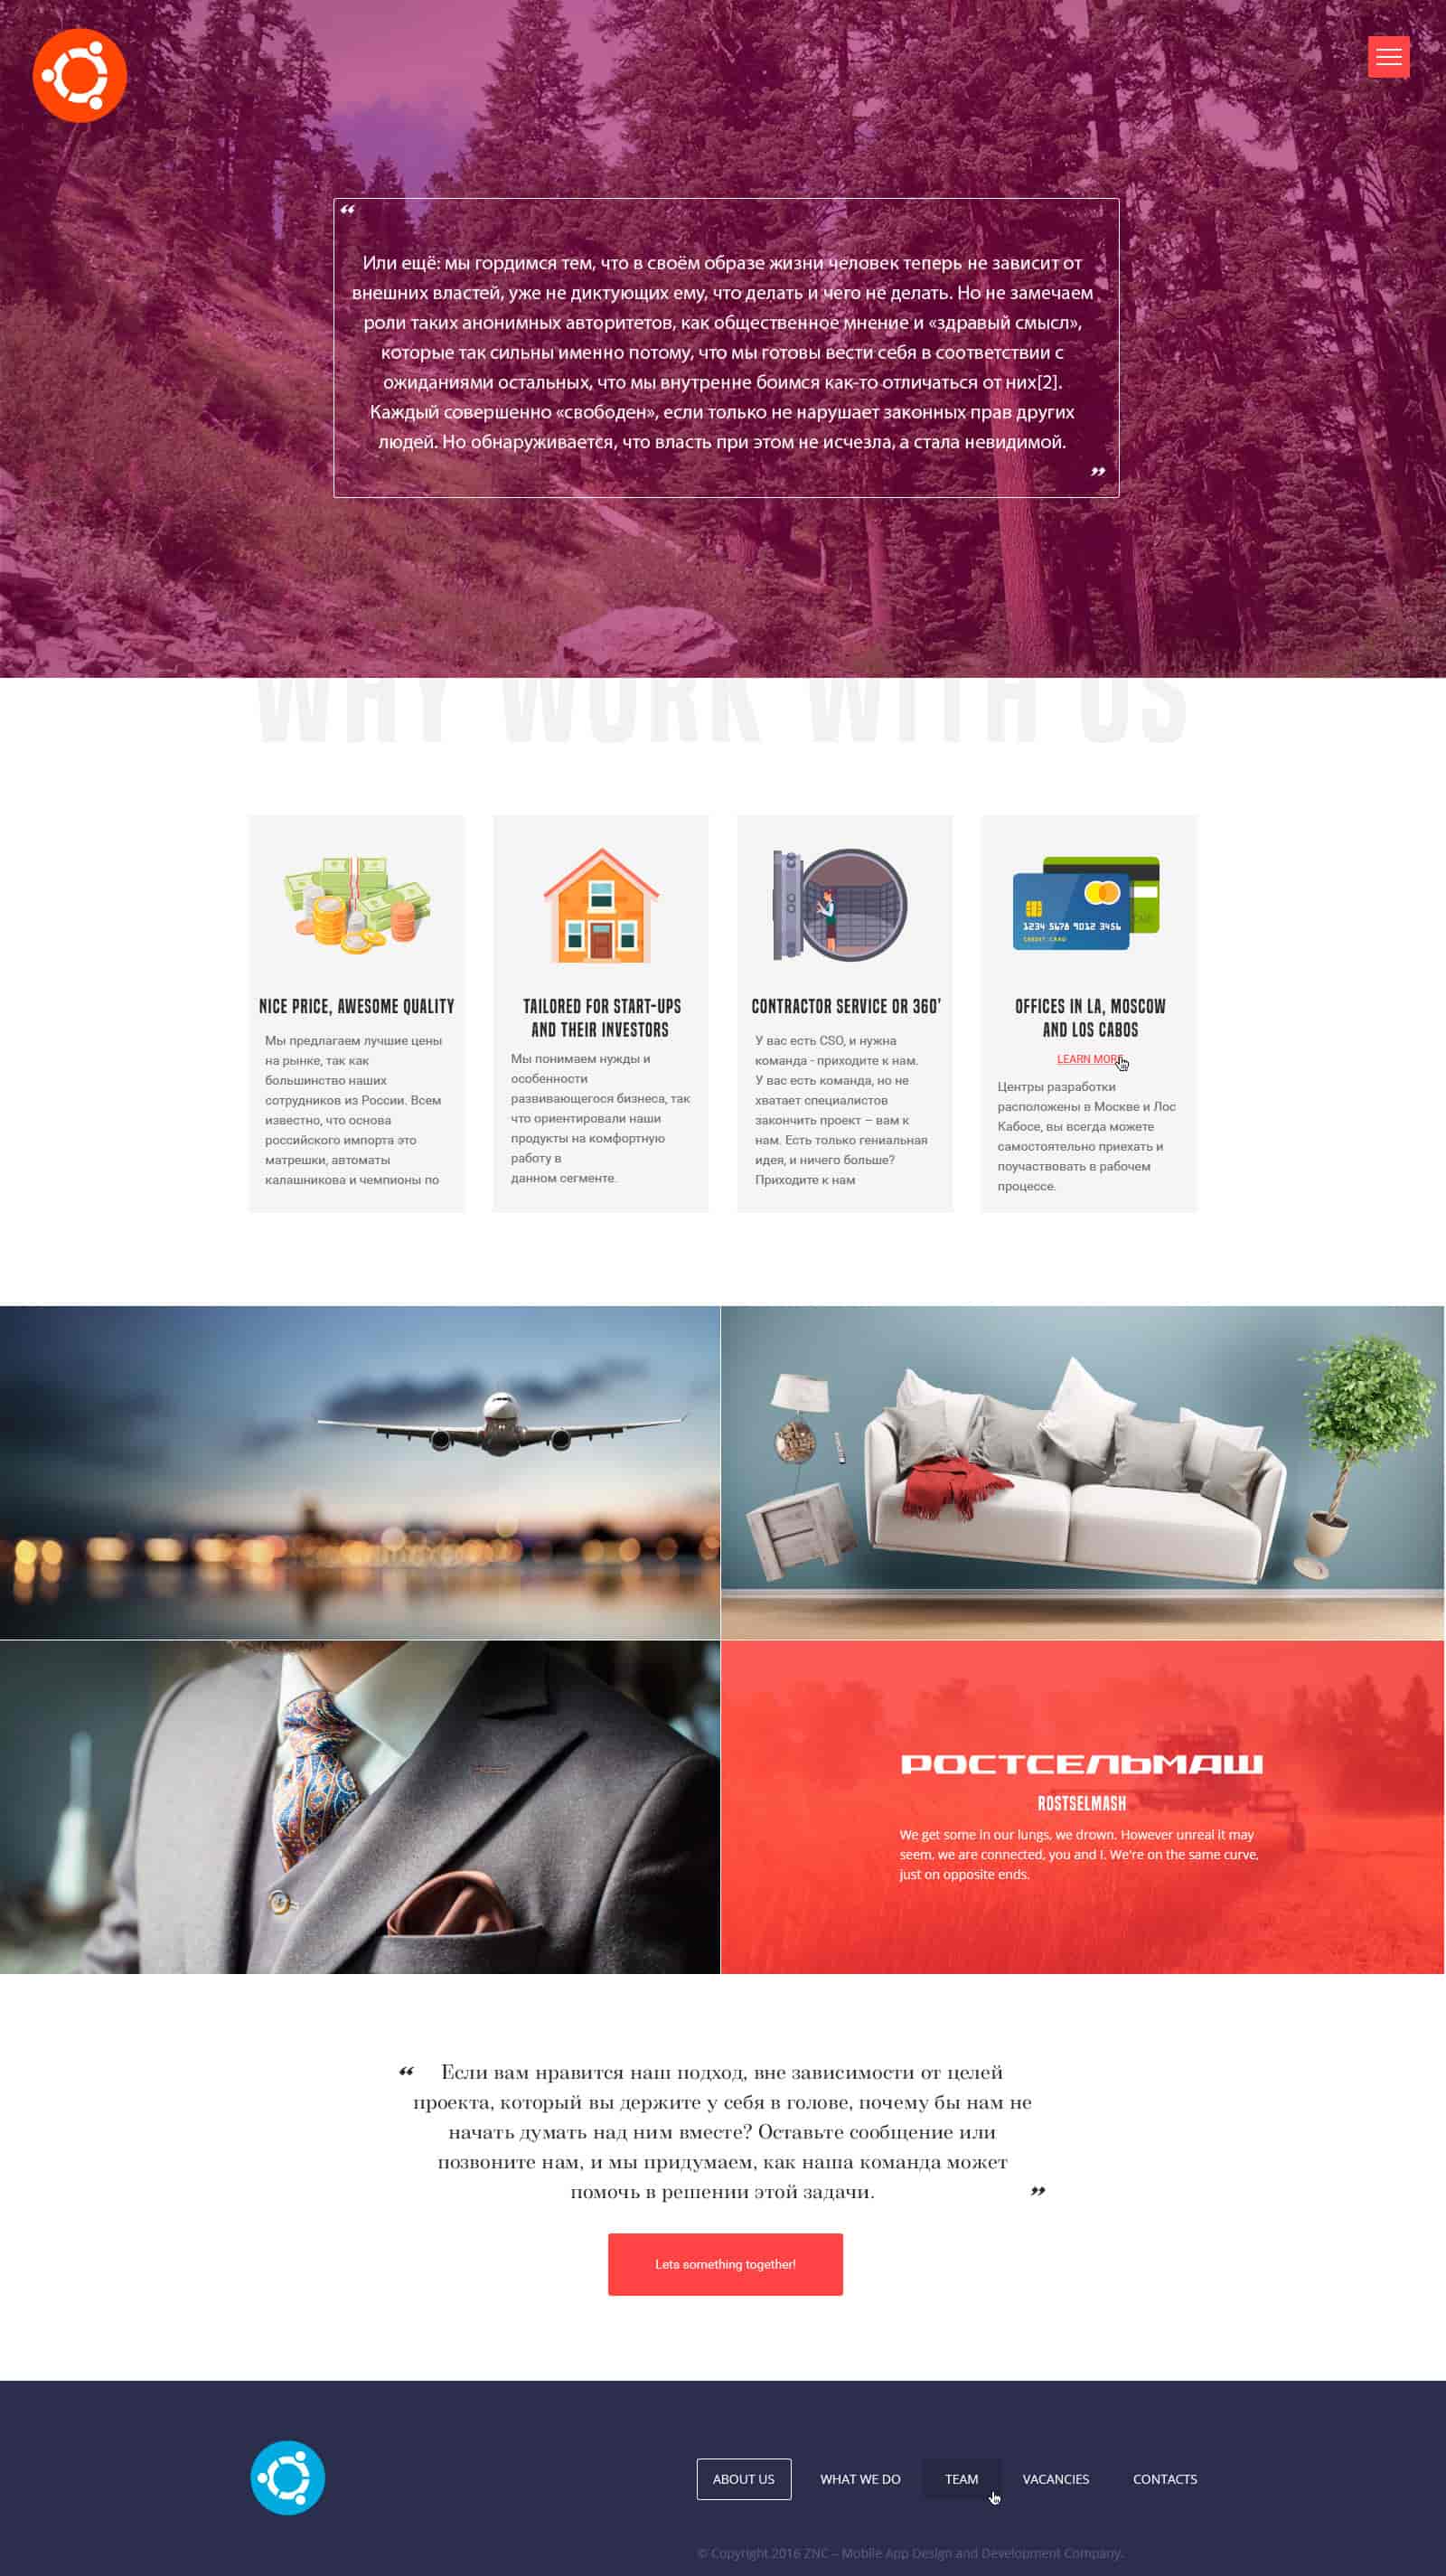 “
Или ещё: мы гордимся тем, что в своём образе жизни человек теперь не зависит от
внешних властей, уже не диктующих ему, что делать и чего не делать. Но не замечаем
роли таких анонимных авторитетов, как общественное мнение и «здравый смысл»,
которые так сильны именно потому, что мы готовы вести себя в соответствии с
ожиданиями остальных, что мы внутренне боимся как-то отличаться от них[2].
Каждый совершенно «свободен», если только не нарушает законных прав других
людей. Но обнаруживается, что власть при этом не исчезла, а стала невидимой.
”
WHY WORK WITH US
NICE PRICE, AWESOME QUALITY
Мы предлагаем лучшие цены
на рынке, так как
большинство наших
сотрудников из России. Всем
известно, что основа
российского импорта это
матрешки, автоматы
калашникова и чемпионы по
TAILORED FOR START-UPS
AND THEIR INVESTORS
Мы понимаем нужды и
особенности
развивающегося бизнеса, так
что ориентировали наши
продукты на комфортную
работу в
данном сегменте.
CONTRACTOR SERVICE OR 360'
У вас есть CSO, и нужна
команда - приходите к нам.
У вас есть команда, но не
хватает специалистов
закончить проект – вам к
нам. Есть только гениальная
идея, и ничего больше?
Приходите к нам
1234 5678 9012 3456
CREDIT CARD
OFFICES IN LA, MOSCOW
AND LOS CABOS
LEARN MORE
Центры разработки
расположены в Москве и Лос
Кабосе, вы всегда можете
самостоятельно приехать и
поучаствовать в рабочем
процессе.
РОСТСЕЛЬМАШ
ROSTSELMASH
We get some in our lungs, we drown. However unreal it may
seem, we are connected, you and I. We're on the same curve,
just on opposite ends.
“ Если вам нравится наш подход, вне зависимости от целей
проекта, который вы держите у себя в голове, почему бы нам не
начать думать над ним вместе? Оставьте сообщение или
позвоните нам, и мы придумаем, как наша команда может
помочь в решении этой задачи. ”
Lets something together!
ABOUT US WHAT WE DO TEAM VACANCIES CONTACTS
© Copyright 2016 ZNC – Mobile App Design and Development Company.